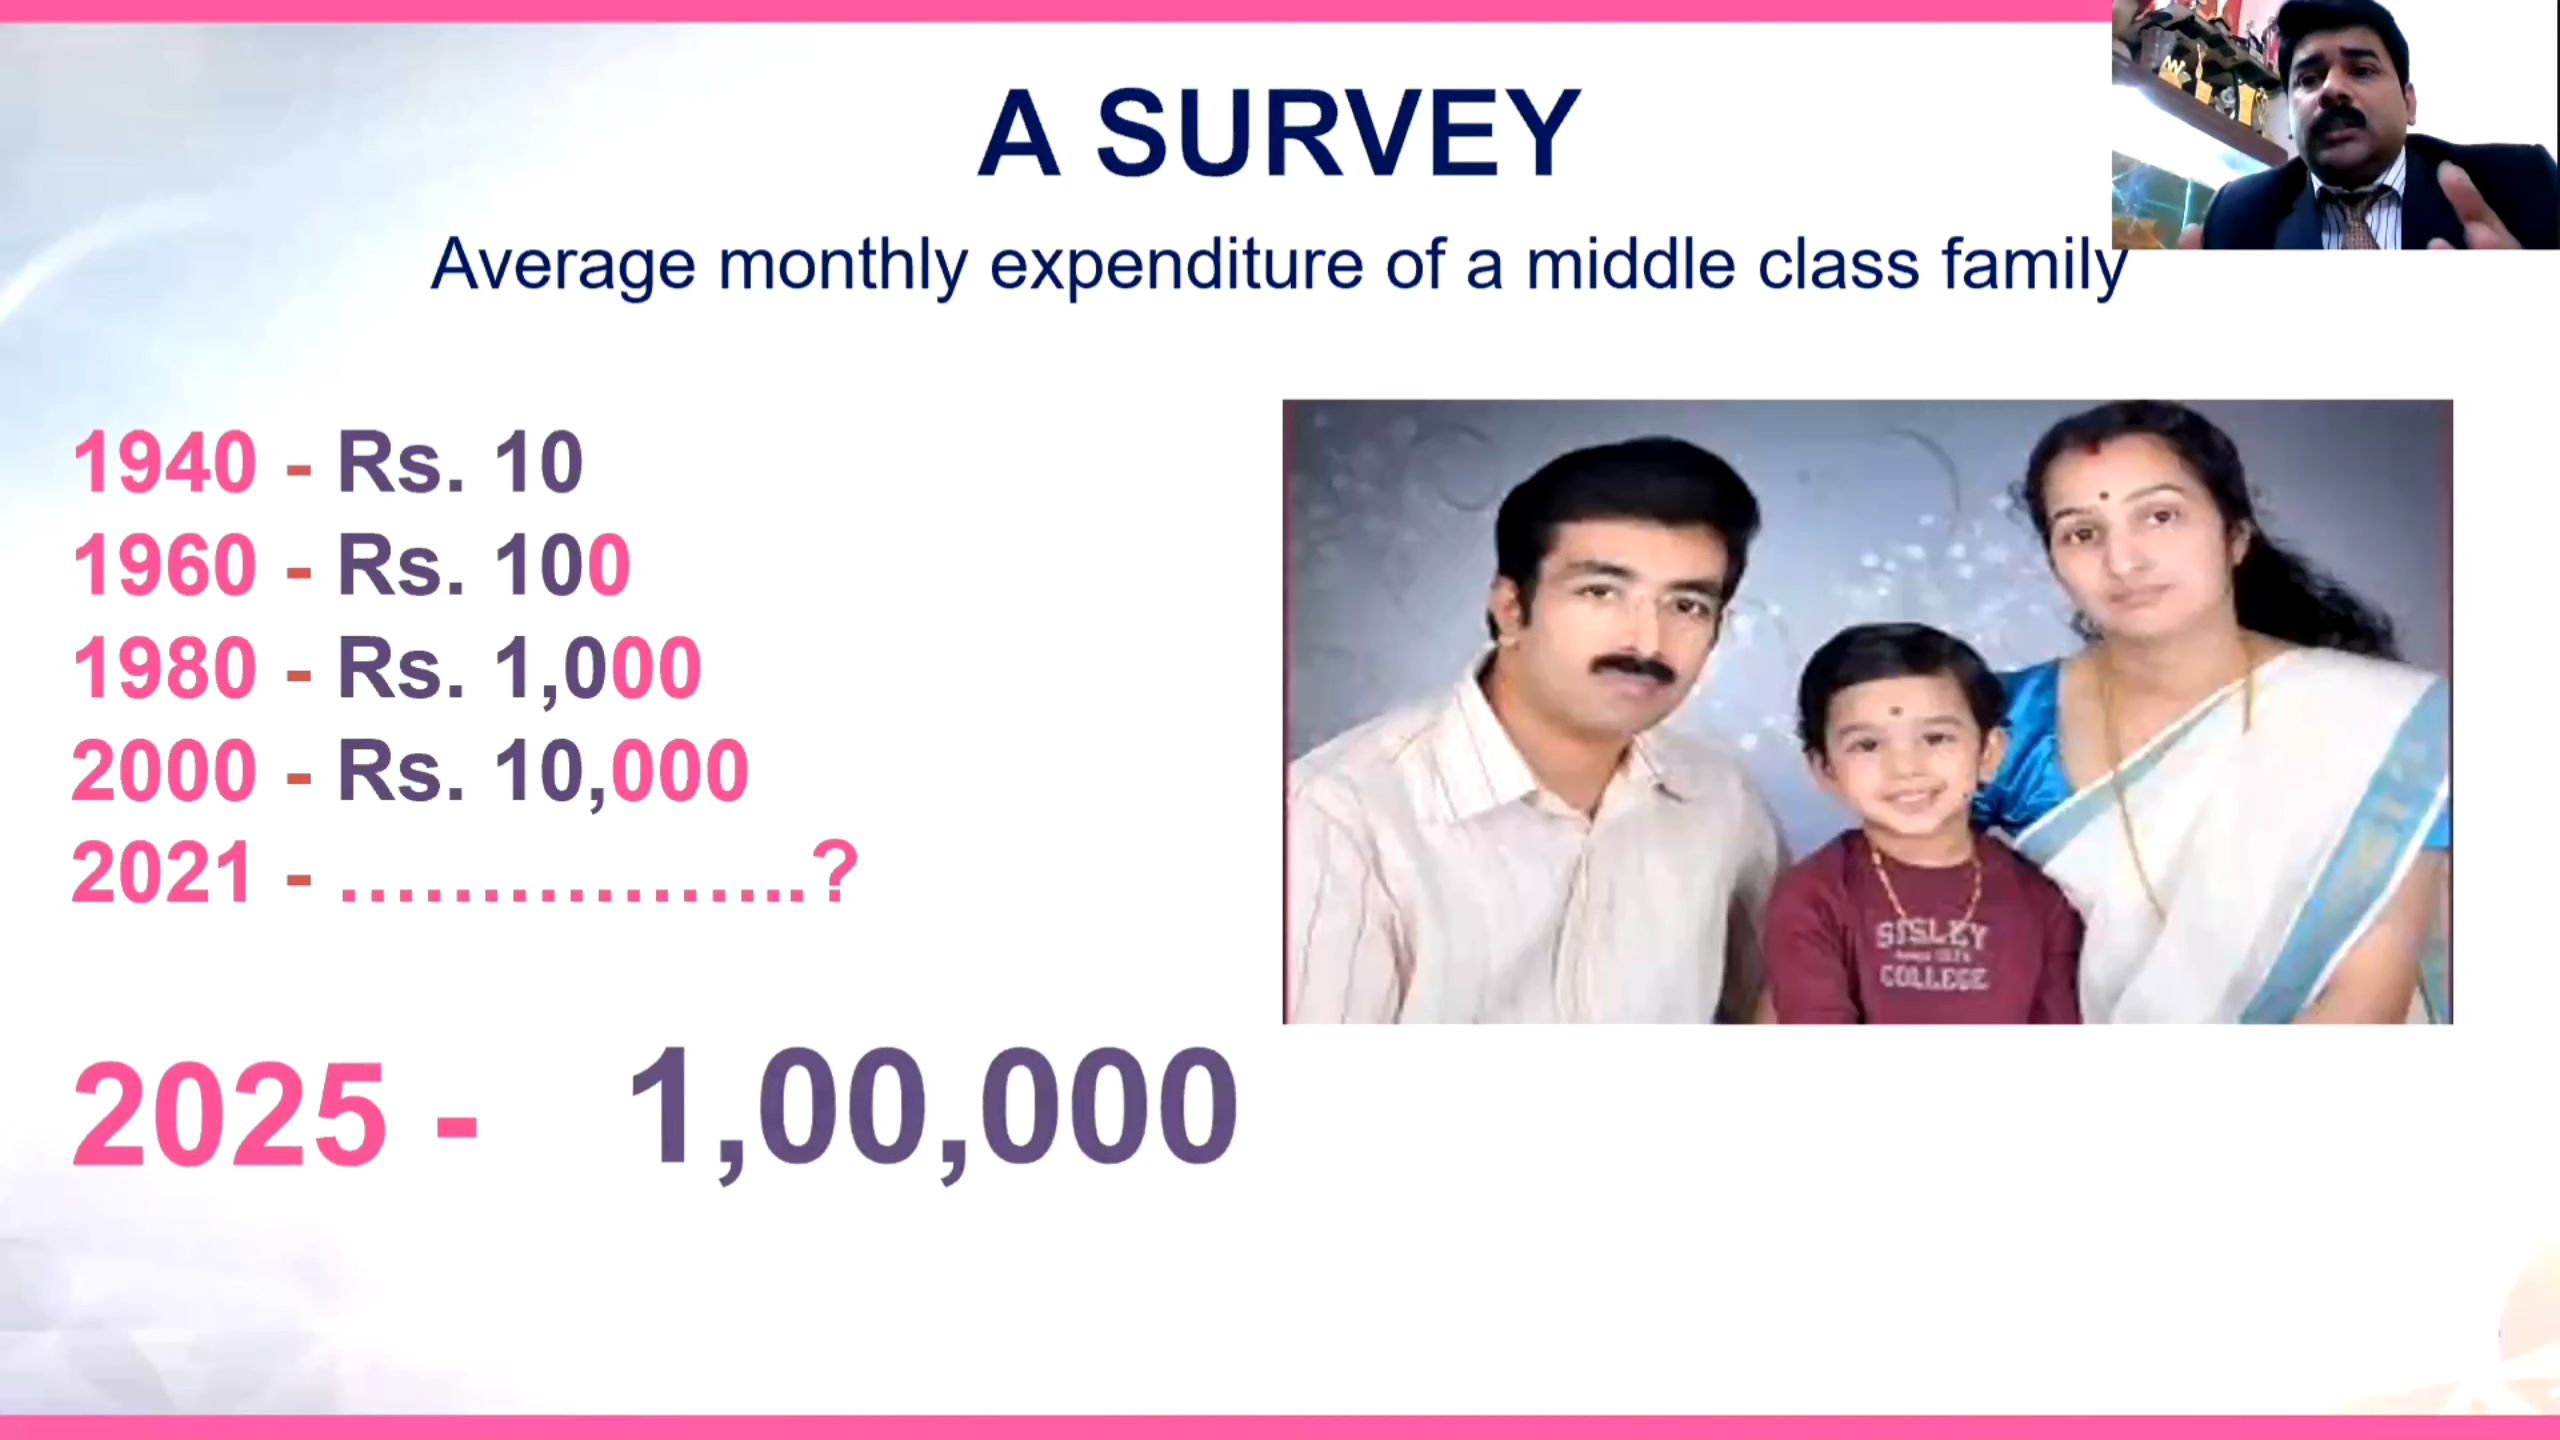 A SURVEY
Average monthly expenditure of a middle class family
1940 - Rs. 10
1960 - Rs. 100
1980 - Rs. 1,000
2000 - Rs. 10,000
2021 - ………………..?
2025 - 1,00,000
SISLEY
COLLEGE